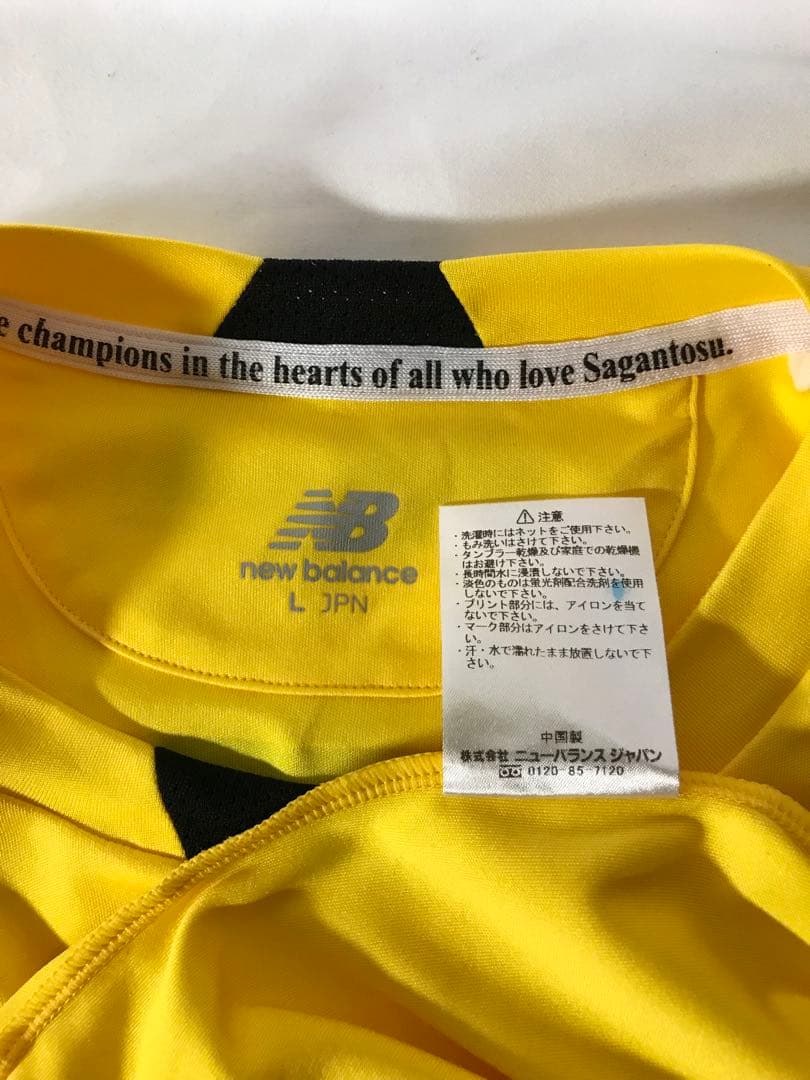 e champions in the hearts of all who love Sagantosu.
NB
new balance
L JPN
⚠注意
・洗濯時にはネットをご使用下さい。
・もみ洗いはさけて下さい。
・タンブラー乾燥及び家庭での乾燥機
はお避け下さい。
・長時間水に浸漬しないで下さい。
・淡色のものは蛍光剤配合洗剤を使用
しないで下さい。
・プリント部分には、アイロンを当て
ないで下さい。
・マーク部分はアイロンをさけて下さ
い。
・汗・水で濡れたまま放置しないで下
さい。
中国製
株式会社 ニューバランス ジャパン
0120-85-7120